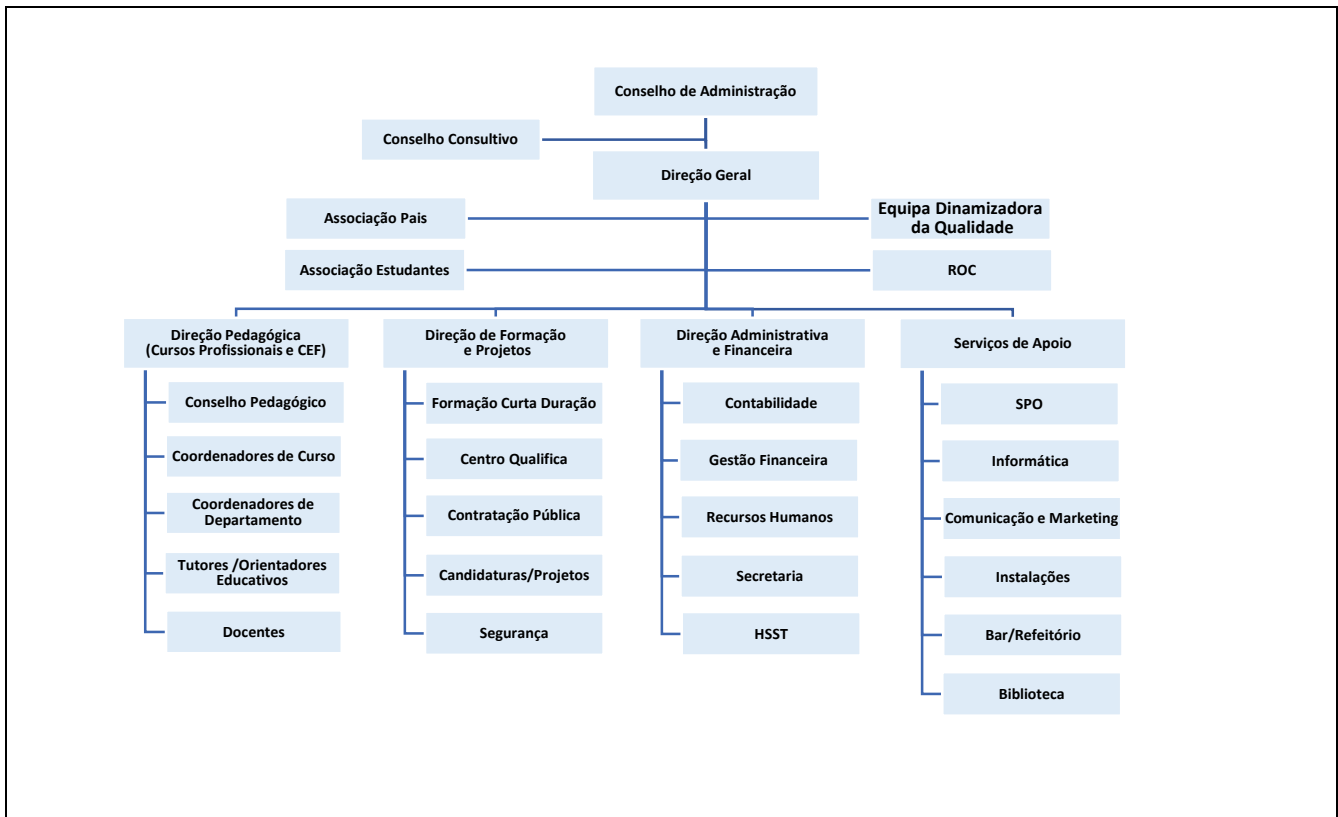 Conselho de Administração
Conselho Consultivo
Direção Geral
Associação Pais
Equipa Dinamizadora
da Qualidade
Associação Estudantes
ROC
Direção Pedagógica
(Cursos Profissionais e CEF)
Conselho Pedagógico
Coordenadores de Curso
Coordenadores de
Departamento
Tutores /Orientadores
Educativos
Docentes
Direção de Formação
e Projetos
Formação Curta Duração
Centro Qualifica
Contratação Pública
Candidaturas/Projetos
Segurança
Direção Administrativa
e Financeira
Contabilidade
Gestão Financeira
Recursos Humanos
Secretaria
HSST
Serviços de Apoio
SPO
Informática
Comunicação e Marketing
Instalações
Bar/Refeitório
Biblioteca